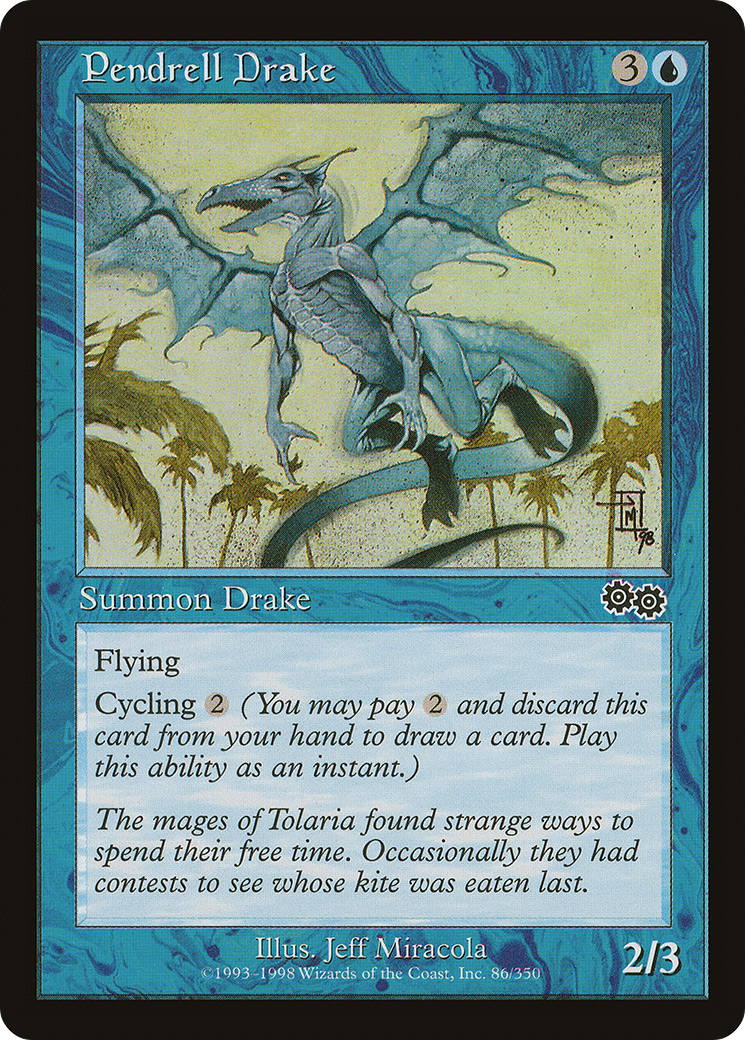 Pendrell Drake 3
Summon Drake
Flying
Cycling 2 (You may pay 2 and discard this
card from your hand to draw a card. Play
this ability as an instant.)
The mages of Tolaria found strange ways to
spend their free time. Occasionally they had
contests to see whose kite was eaten last.
Illus. Jeff Miracola
©1993–1998 Wizards of the Coast, Inc. 86/350
2/3